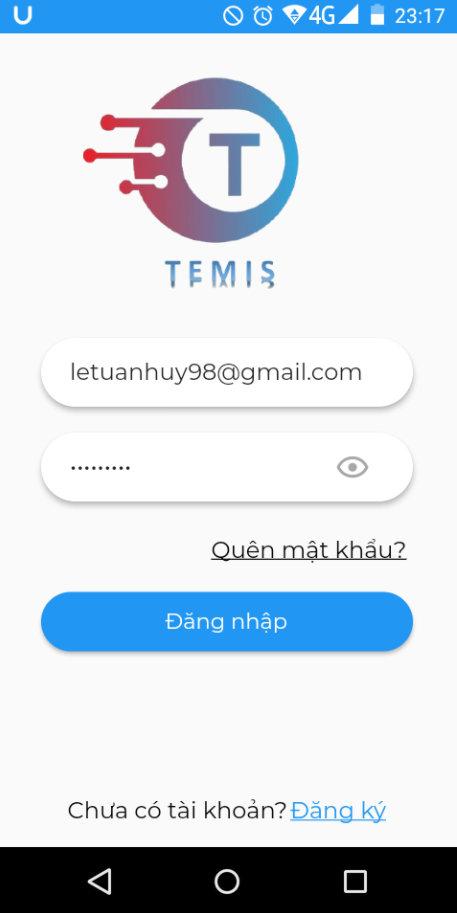 4G 23:17
T
TEMIS
letuanhuy98@gmail.com
•••••••••
Quên mật khẩu?
Đăng nhập
Chưa có tài khoản? Đăng ký